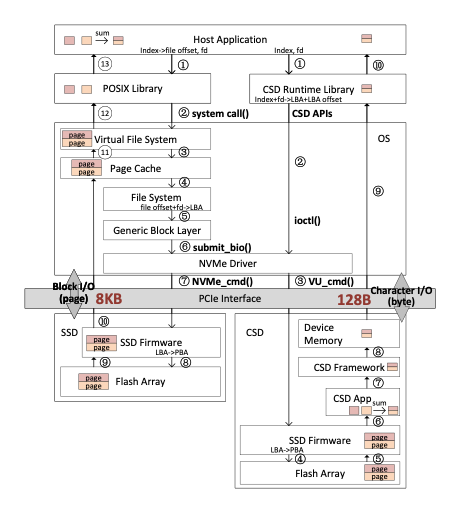 sum
Host Application
Index->file offset, fd
Index, fd
⑬
①
①
⑩
POSIX Library
CSD Runtime Library
Index+fd->LBA+LBA offset
⑫
② system call()
CSD APIs
page
page
Virtual File System
OS
⑪
③
page
page
Page Cache
②
⑨
④
File System
file offset+fd->LBA
⑤
ioctl()
Generic Block Layer
⑥ submit_bio()
NVMe Driver
⑦ NVMe_cmd()
③ VU_cmd()
Block I/O
(page)
8KB
PCIe Interface
128B
Character I/O
(byte)
SSD
⑩
page
page
SSD Firmware
LBA->PBA
⑨
⑧
page
page
Flash Array
CSD
Device
Memory
⑧
CSD Framework
⑦
CSD App
sum
⑥
SSD Firmware
page
page
LBA->PBA
④
⑤
Flash Array
page
page